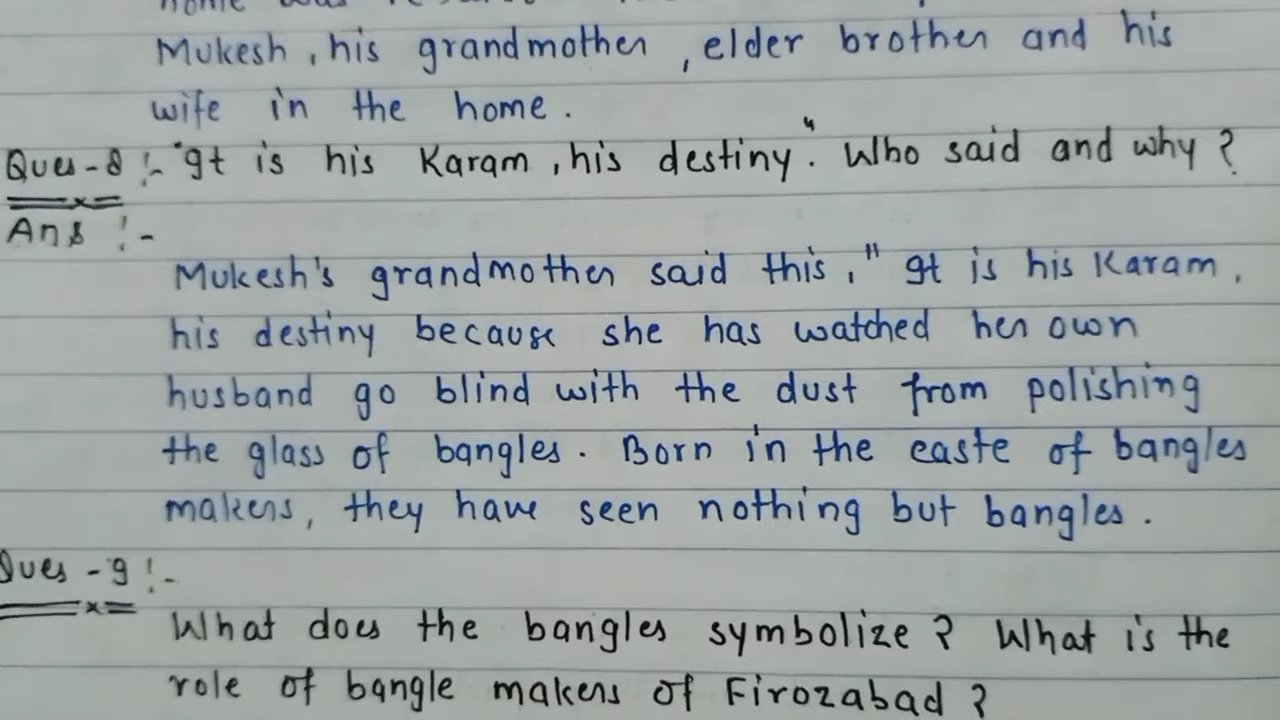 Mukesh, his grandmother, elder brother and his
wife in the home.
Ques-8 :- "It is his Karam, his destiny". Who said and why?
Ans :-
Mukesh's grandmother said this, "It is his Karam,
his destiny because she has watched her own
husband go blind with the dust from polishing
the glass of bangles. Born in the caste of bangles
makers, they have seen nothing but bangles.
Ques-9 :-
What does the bangles symbolize? What is the
role of bangle makers of Firozabad?